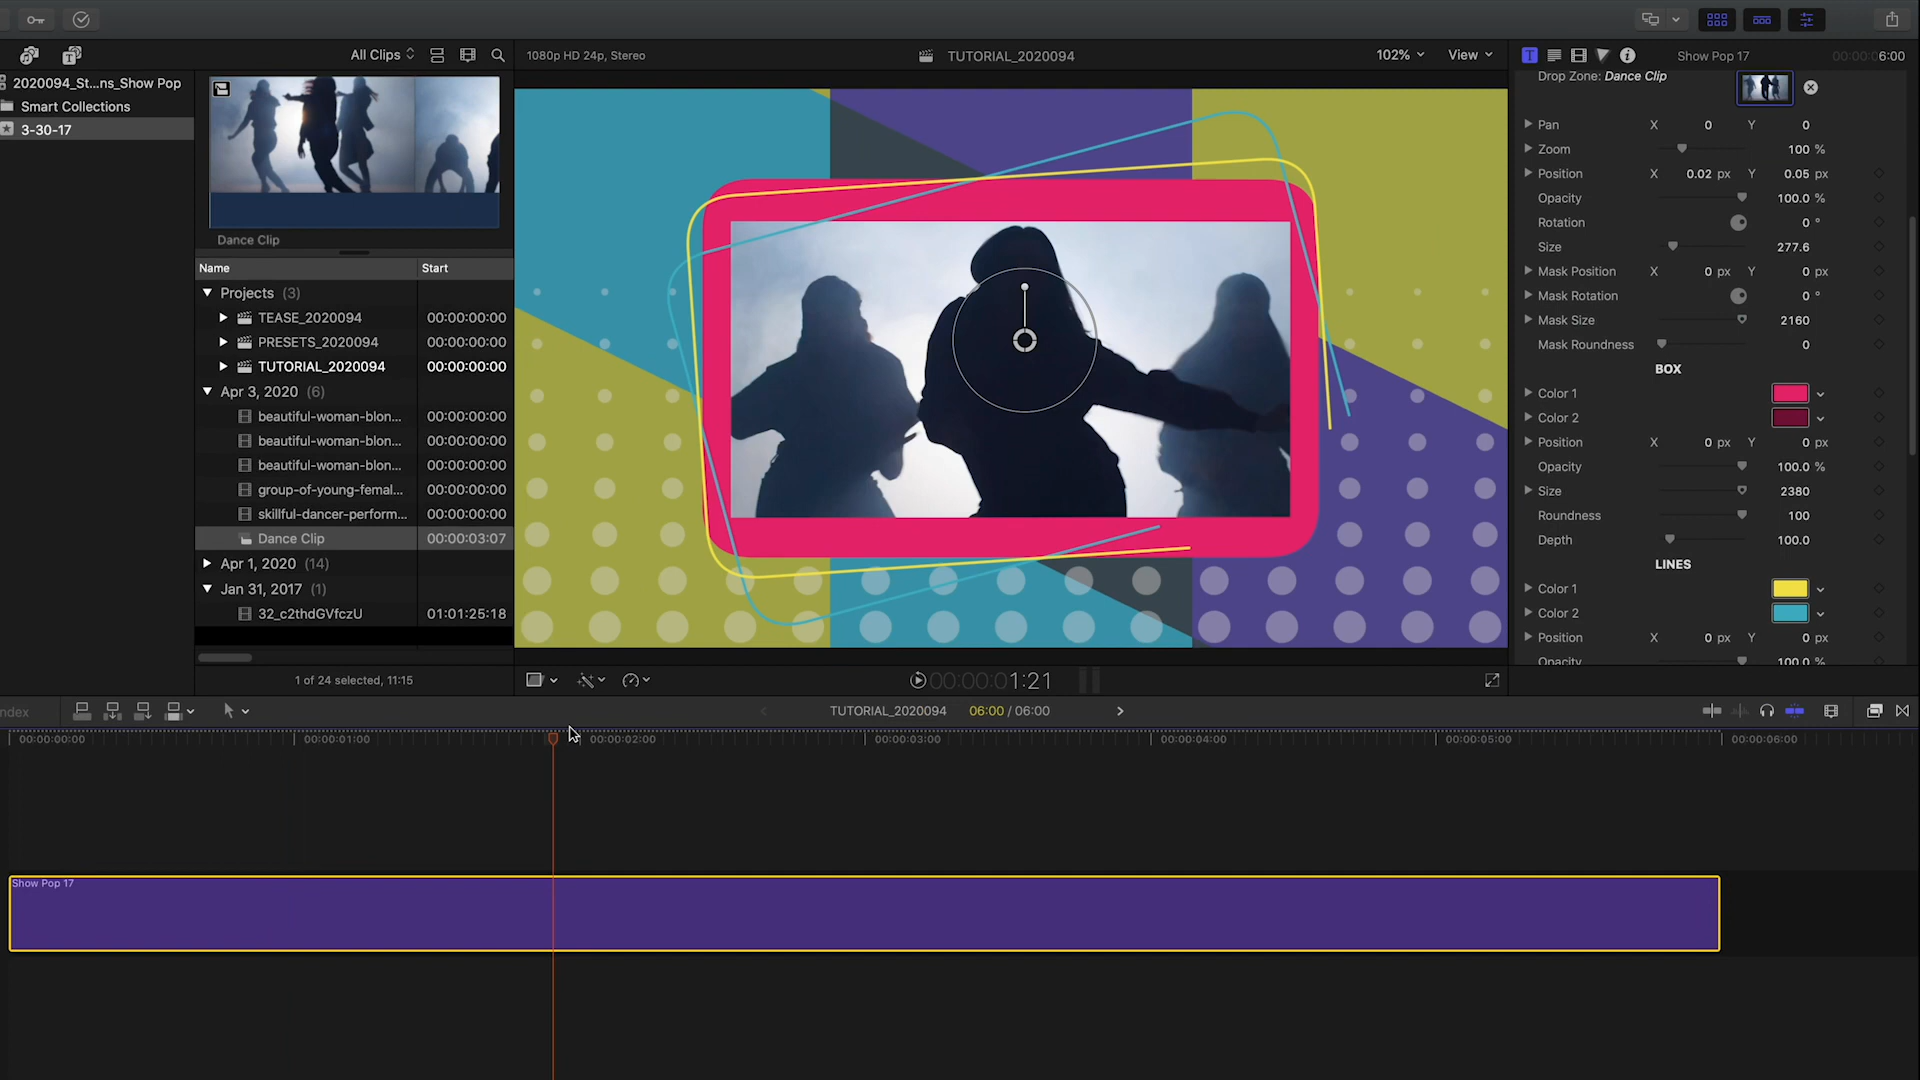 All Clips
1080p HD 24p, Stereo
TUTORIAL_2020094
102%
View
Show Pop 17
00:00:06:00
2020094_St...ns_Show Pop
Smart Collections
3-30-17
Dance Clip
Name
Start
Projects (3)
TEASE_2020094
00:00:00:00
PRESETS_2020094
00:00:00:00
TUTORIAL_2020094
00:00:00:00
Apr 3, 2020 (6)
beautiful-woman-blon...
00:00:00:00
beautiful-woman-blon...
00:00:00:00
beautiful-woman-blon...
00:00:00:00
group-of-young-femal...
00:00:00:00
skillful-dancer-perform...
00:00:00:00
Dance Clip
00:00:03:07
Apr 1, 2020 (14)
Jan 31, 2017 (1)
32_c2thdGVfczU
01:01:25:18
1 of 24 selected, 11:15
00:00:01:21
Drop Zone: Dance Clip
Pan X 0 Y 0
Zoom 100 %
Position X 0.02 px Y 0.05 px
Opacity 100.0 %
Rotation 0 °
Size 277.6
Mask Position X 0 px Y 0 px
Mask Rotation 0 °
Mask Size 2160
Mask Roundness 0
BOX
Color 1
Color 2
Position X 0 px Y 0 px
Opacity 100.0 %
Size 2380
Roundness 100
Depth 100.0
LINES
Color 1
Color 2
Position X 0 px Y 0 px
Opacity 100.0 %
ndex
TUTORIAL_2020094
06:00 / 06:00
00:00:00:00
00:00:01:00
00:00:02:00
00:00:03:00
00:00:04:00
00:00:05:00
00:00:06:00
Show Pop 17